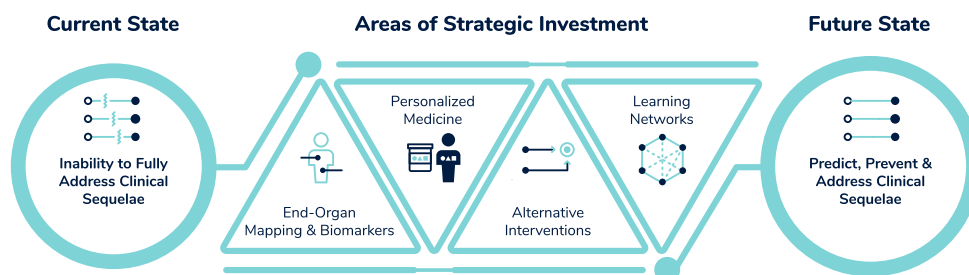 Current State
Areas of Strategic Investment
Future State
Inability to Fully
Address Clinical
Sequelae
End-Organ
Mapping & Biomarkers
Personalized
Medicine
Alternative
Interventions
Learning
Networks
Predict, Prevent &
Address Clinical
Sequelae